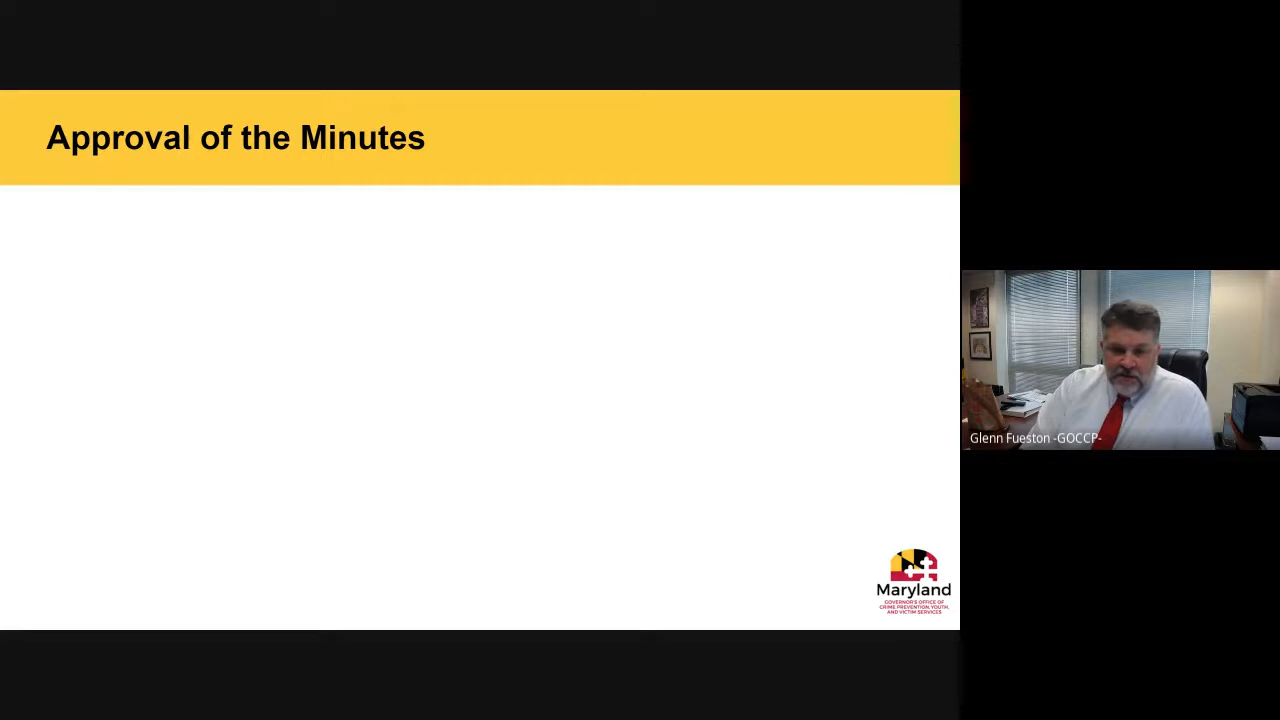 Approval of the Minutes
Glenn Fueston -GOCCP-
Maryland
GOVERNOR'S OFFICE OF
CRIME PREVENTION, YOUTH,
AND VICTIM SERVICES